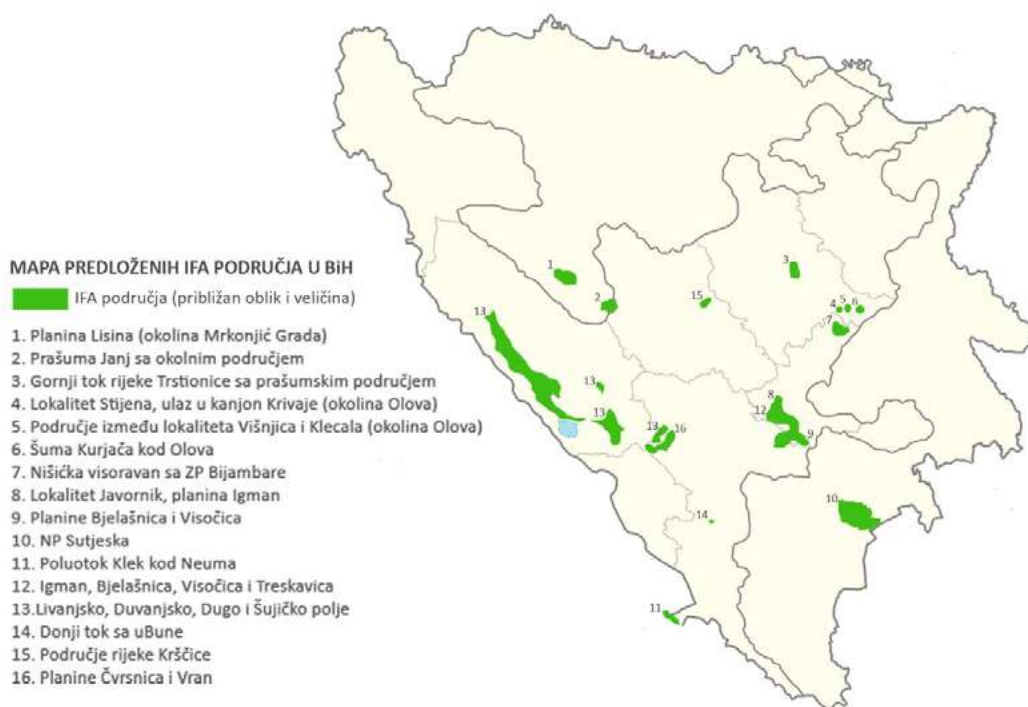 MAPA PREDLOŽENIH IFA PODRUČJA U BiH
IFA područja (približan oblik i veličina)
1. Planina Lisina (okolina Mrkonjić Grada)
2. Prašuma Janj sa okolnim područjem
3. Gornji tok rijeke Trstionice sa prašumskim područjem
4. Lokalitet Stijena, ulaz u kanjon Krivaje (okolina Olova)
5. Područje između lokaliteta Višnjica i Klecala (okolina Olova)
6. Šuma Kurjača kod Olova
7. Nišićka visoravan sa ZP Bijambare
8. Lokalitet Javornik, planina Igman
9. Planine Bjelašnica i Visočica
10. NP Sutjeska
11. Poluotok Klek kod Neuma
12. Igman, Bjelašnica, Visočica i Treskavica
13.Livanjsko, Duvanjsko, Dugo i Šujičko polje
14. Donji tok sa uBune
15. Područje rijeke Krščice
16. Planine Čvrsnica i Vran
1
2
15
3
4 5 6
7
13
13
13
13 16
8
12
9
10
14
11